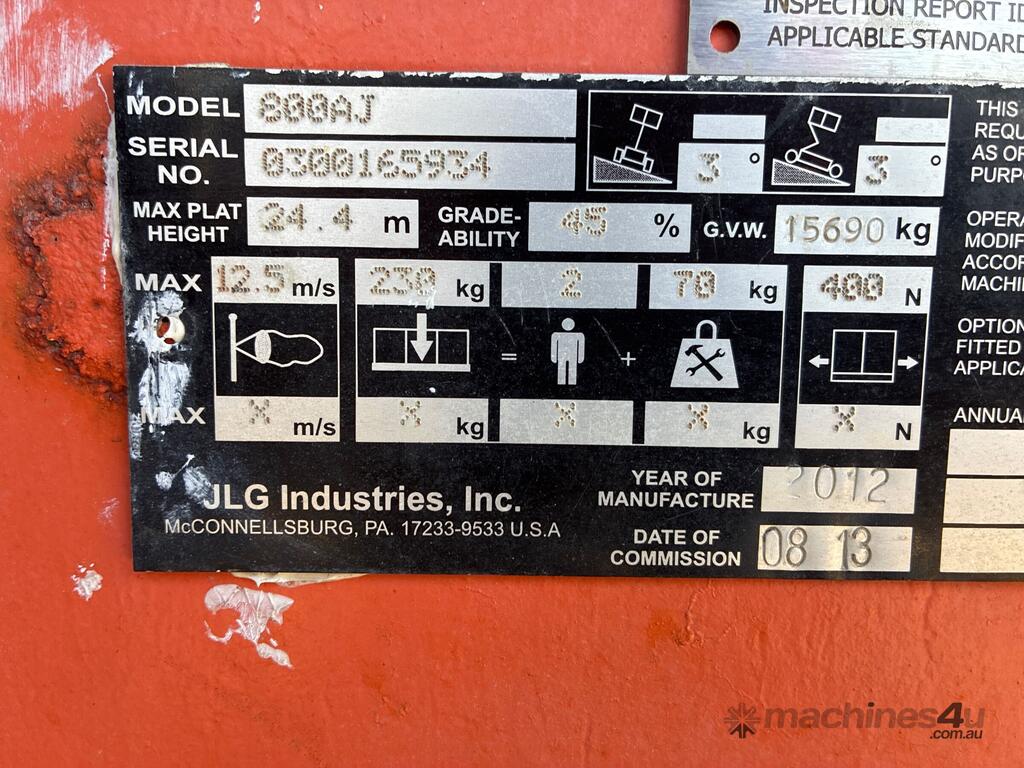 INSPECTION REPORT ID
APPLICABLE STANDARD
MODEL 800AJ
SERIAL NO. 0300165934
3° 3°
MAX PLAT HEIGHT 24.4 m GRADE-ABILITY 45 % G.V.W. 15690 kg
MAX 12.5 m/s 230 kg 2 70 kg 400 N
= +
MAX X m/s X kg X X kg X N
JLG Industries, Inc.
McCONNELLSBURG, PA. 17233-9533 U.S.A
YEAR OF MANUFACTURE 2012
DATE OF COMMISSION 08 13
THIS
REQU
AS OR
PURP
OPERA
MODIF
ACCOR
MACHIN
OPTION
FITTED
APPLICA
ANNUA
machines4u
.com.au